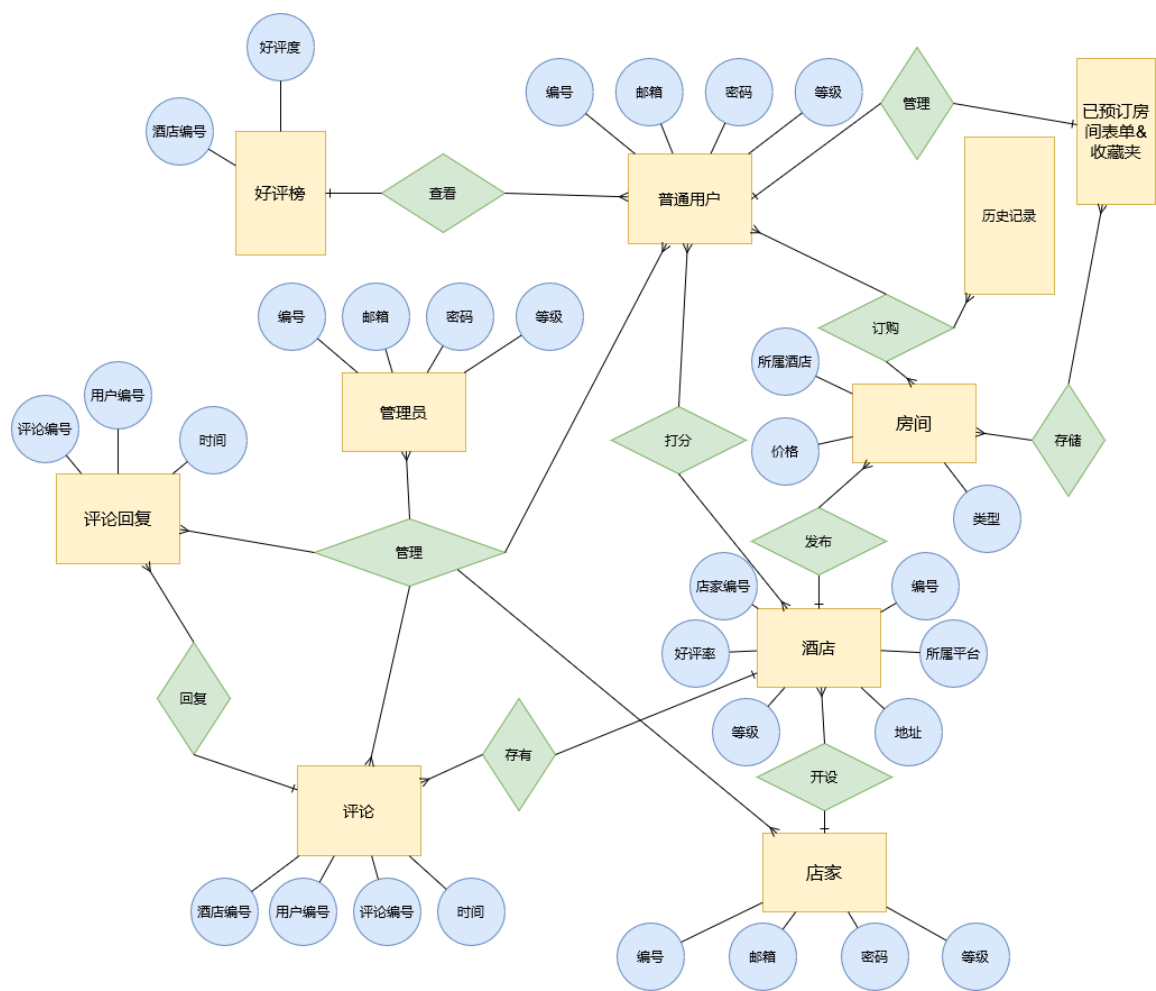 好评度
编号
邮箱
密码
等级
管理
已预订房
间表单&
收藏夹
酒店编号
好评榜
查看
普通用户
历史记录
编号
邮箱
密码
等级
订购
所属酒店
用户编号
评论编号
时间
管理员
打分
房间
存储
价格
评论回复
类型
管理
发布
店家编号
编号
好评率
酒店
所属平台
回复
等级
地址
存有
开设
评论
店家
酒店编号
用户编号
评论编号
时间
编号
邮箱
密码
等级